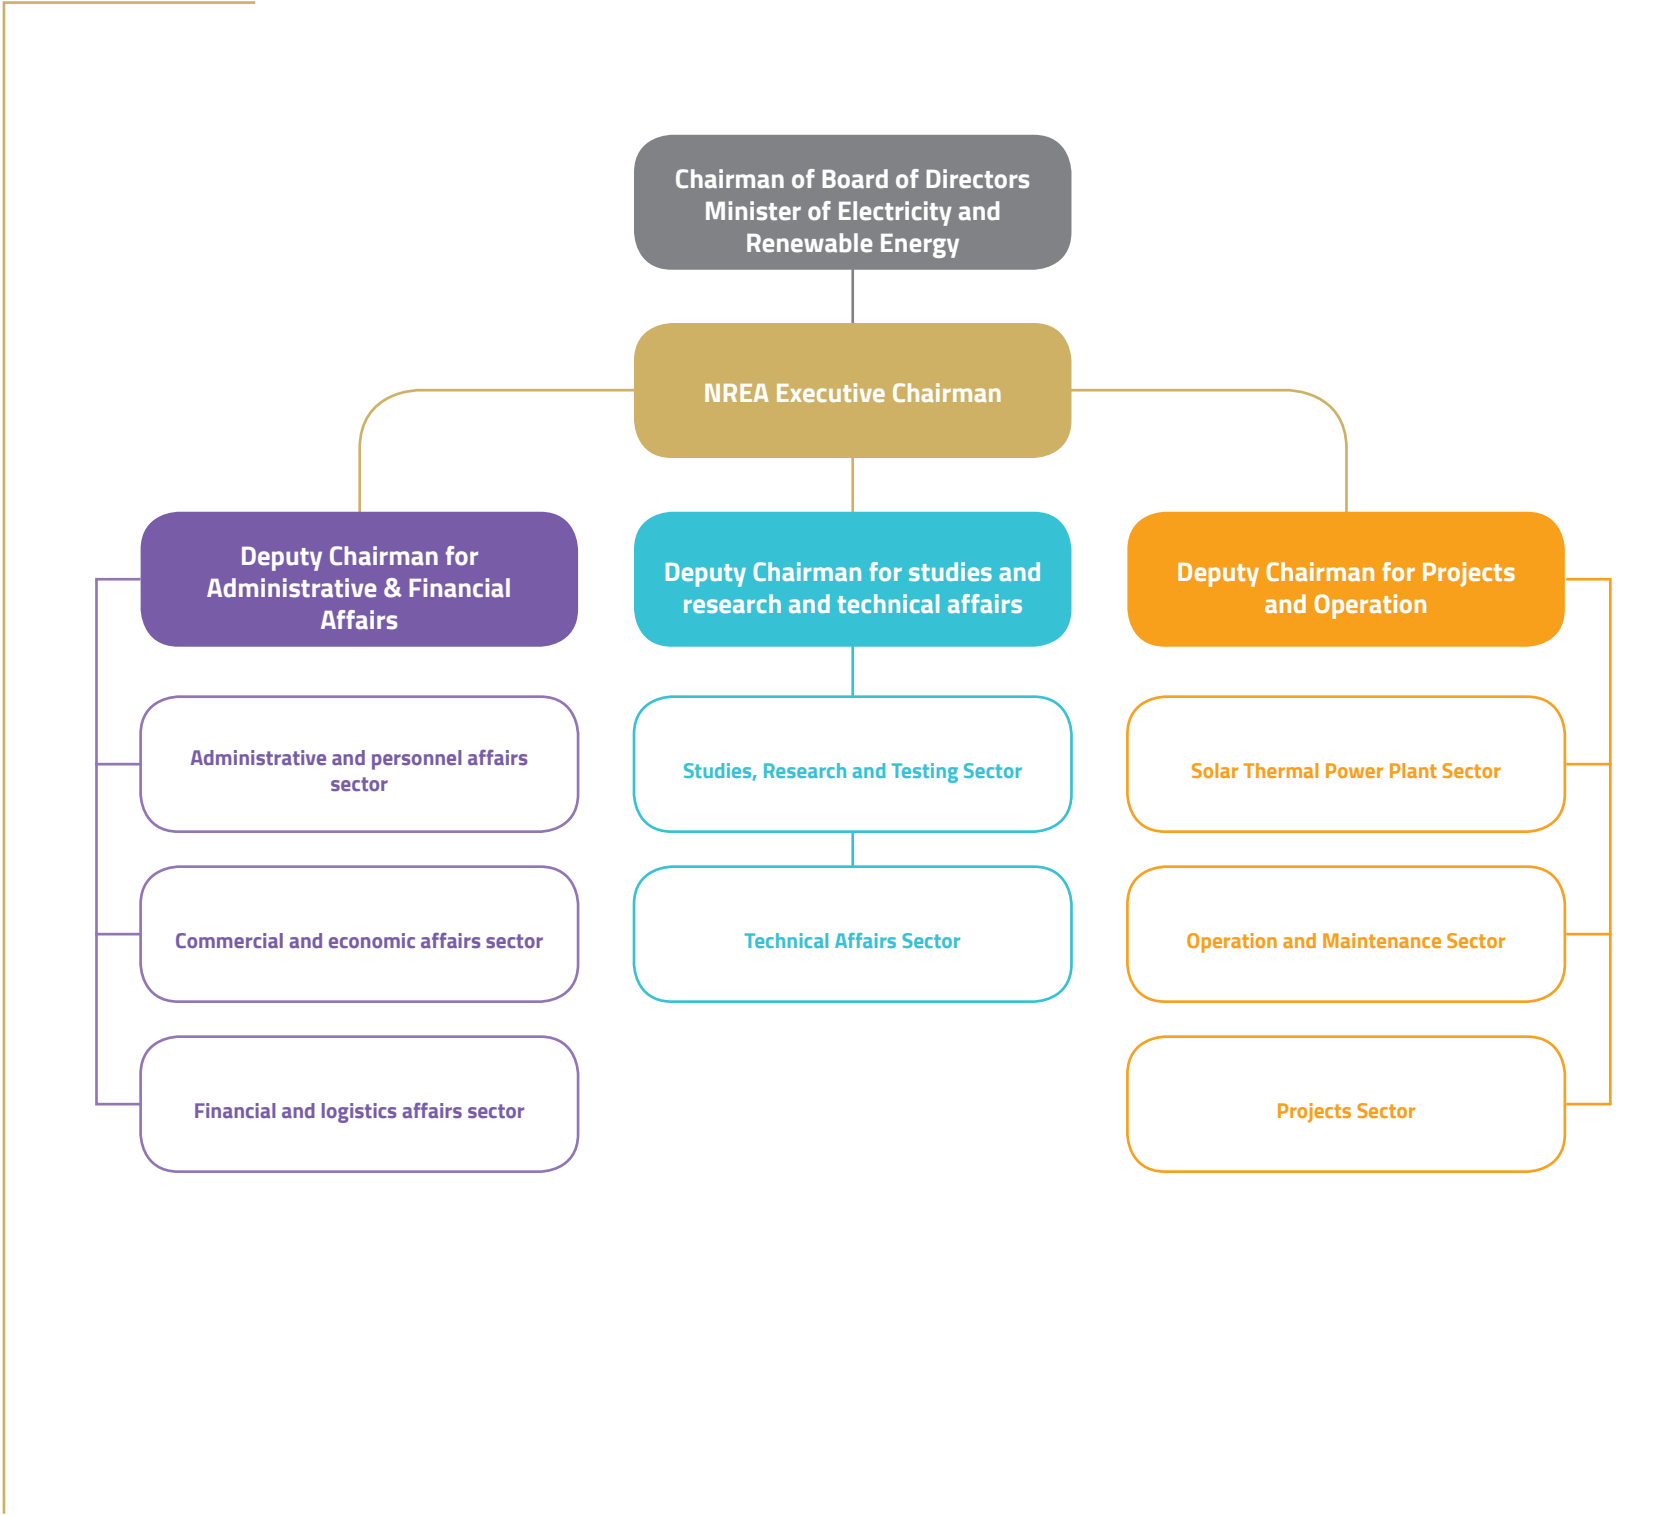 Chairman of Board of Directors
Minister of Electricity and
Renewable Energy
NREA Executive Chairman
Deputy Chairman for
Administrative & Financial
Affairs
Deputy Chairman for studies and
research and technical affairs
Deputy Chairman for Projects
and Operation
Administrative and personnel affairs
sector
Studies, Research and Testing Sector
Solar Thermal Power Plant Sector
Commercial and economic affairs sector
Technical Affairs Sector
Operation and Maintenance Sector
Financial and logistics affairs sector
Projects Sector